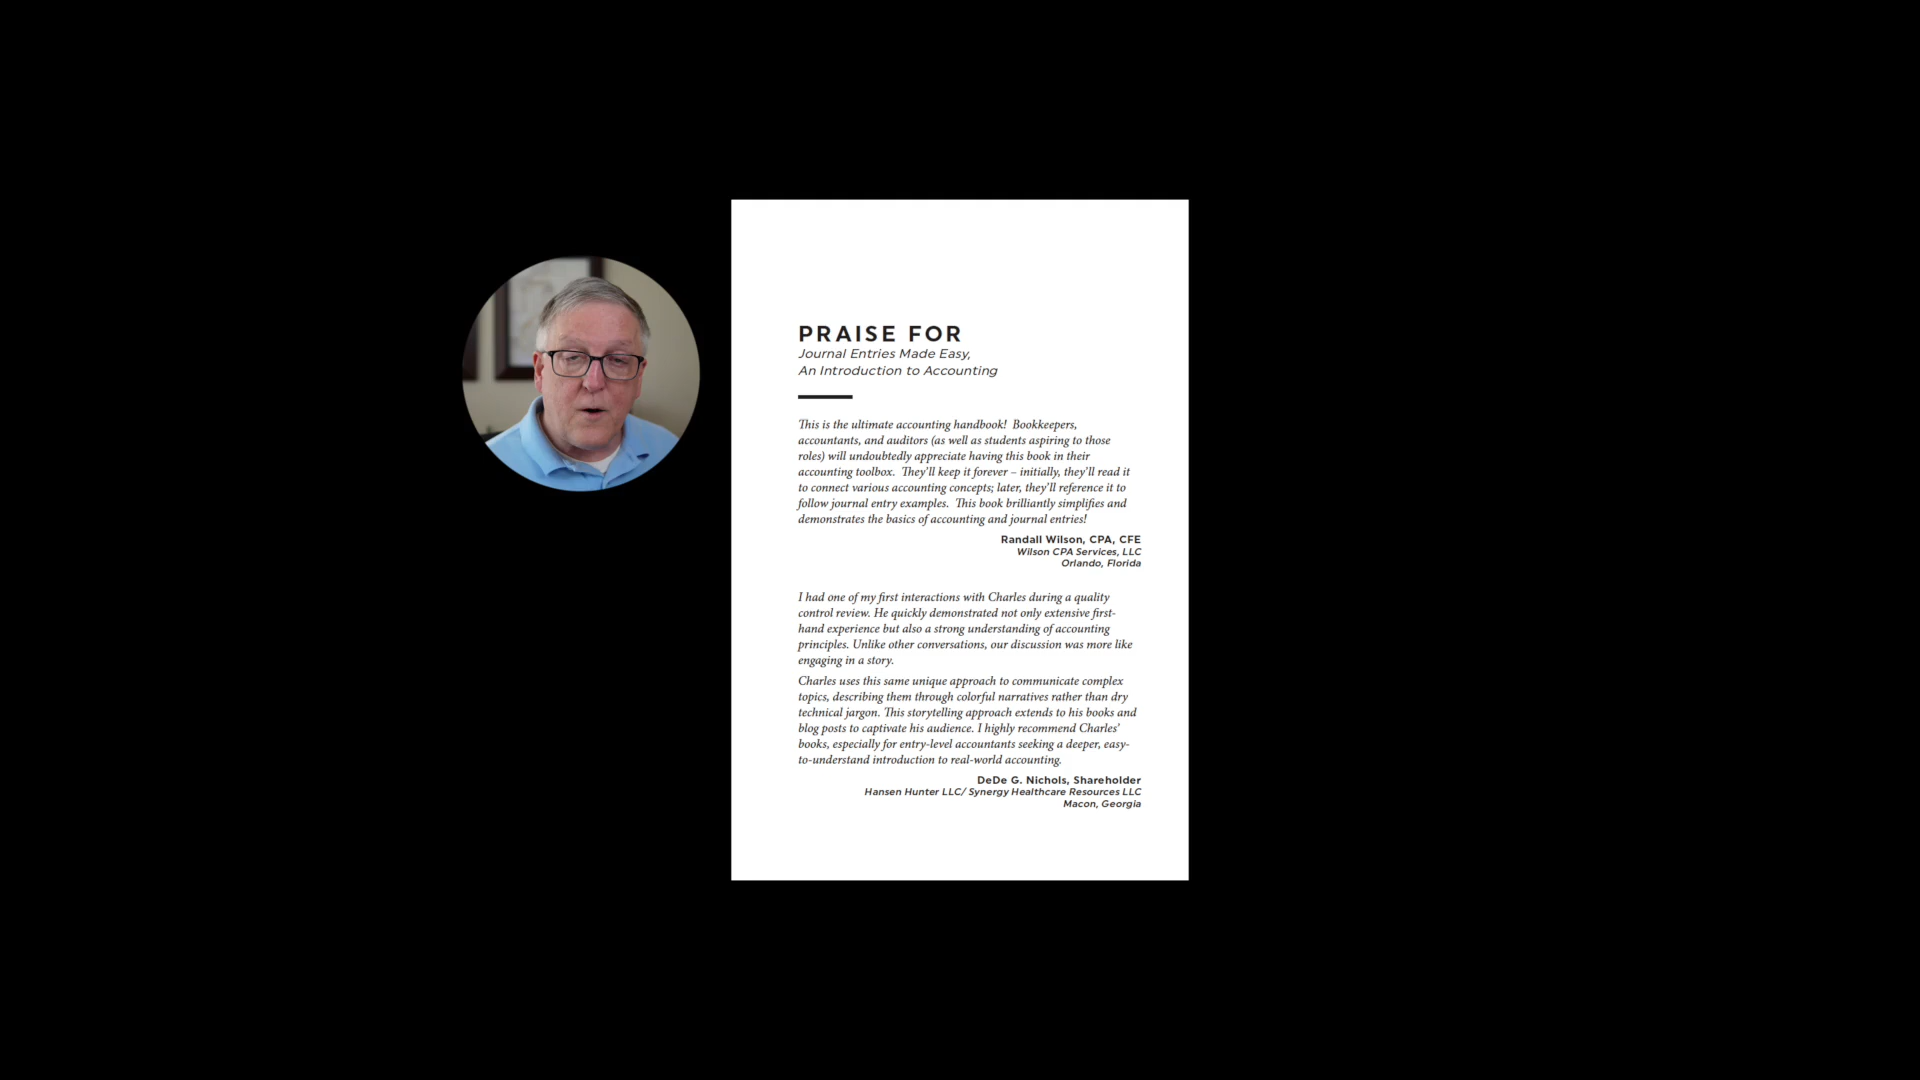 PRAISE FOR
Journal Entries Made Easy,
An Introduction to Accounting
This is the ultimate accounting handbook!  Bookkeepers,
accountants, and auditors (as well as students aspiring to those
roles) will undoubtedly appreciate having this book in their
accounting toolbox.  They'll keep it forever – initially, they'll read it
to connect various accounting concepts; later, they'll reference it to
follow journal entry examples.  This book brilliantly simplifies and
demonstrates the basics of accounting and journal entries!
Randall Wilson, CPA, CFE
Wilson CPA Services, LLC
Orlando, Florida
I had one of my first interactions with Charles during a quality
control review. He quickly demonstrated not only extensive first-
hand experience but also a strong understanding of accounting
principles. Unlike other conversations, our discussion was more like
engaging in a story.
Charles uses this same unique approach to communicate complex
topics, describing them through colorful narratives rather than dry
technical jargon. This storytelling approach extends to his books and
blog posts to captivate his audience. I highly recommend Charles'
books, especially for entry-level accountants seeking a deeper, easy-
to-understand introduction to real-world accounting.
DeDe G. Nichols, Shareholder
Hansen Hunter LLC/ Synergy Healthcare Resources LLC
Macon, Georgia